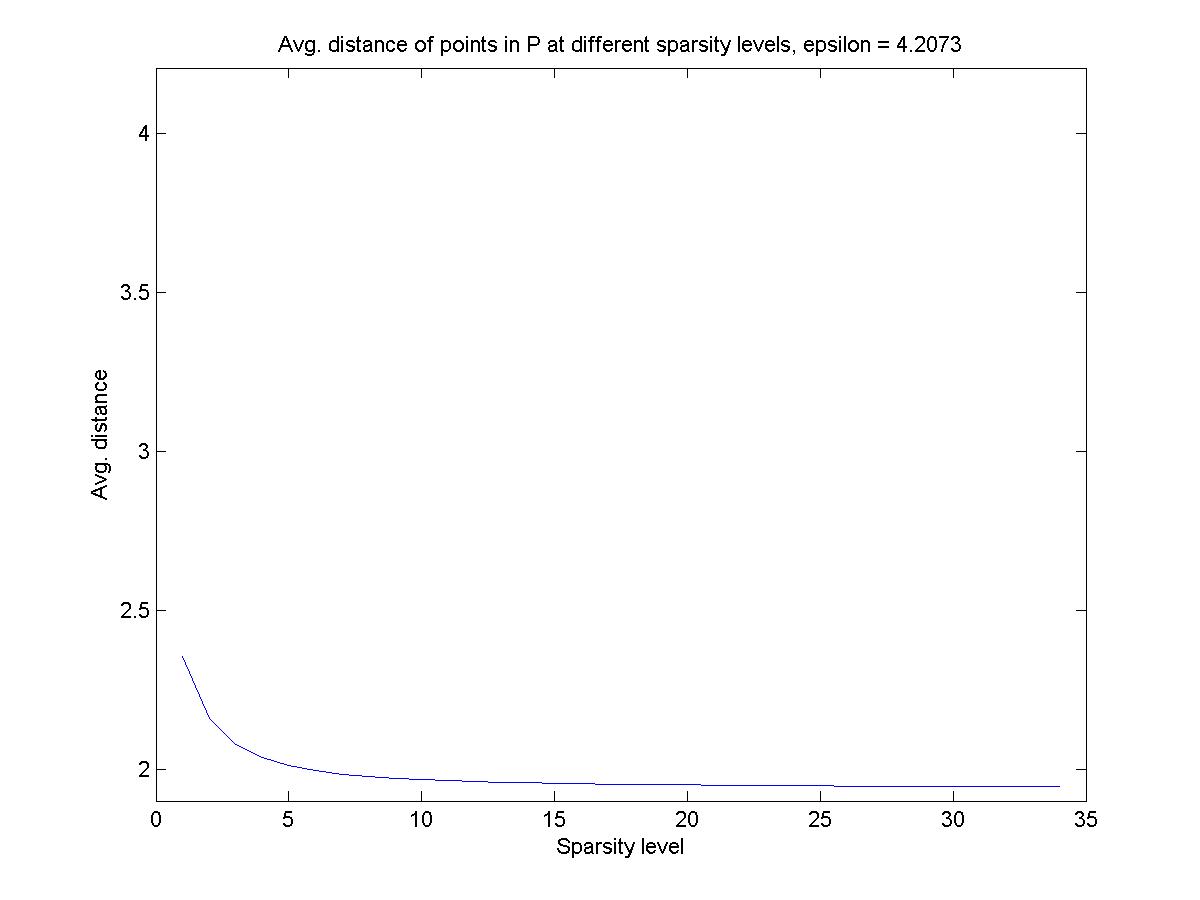 Avg. distance of points in P at different sparsity levels, epsilon = 4.2073
4
3.5
3
2.5
2
Avg. distance
0 5 10 15 20 25 30 35
Sparsity level